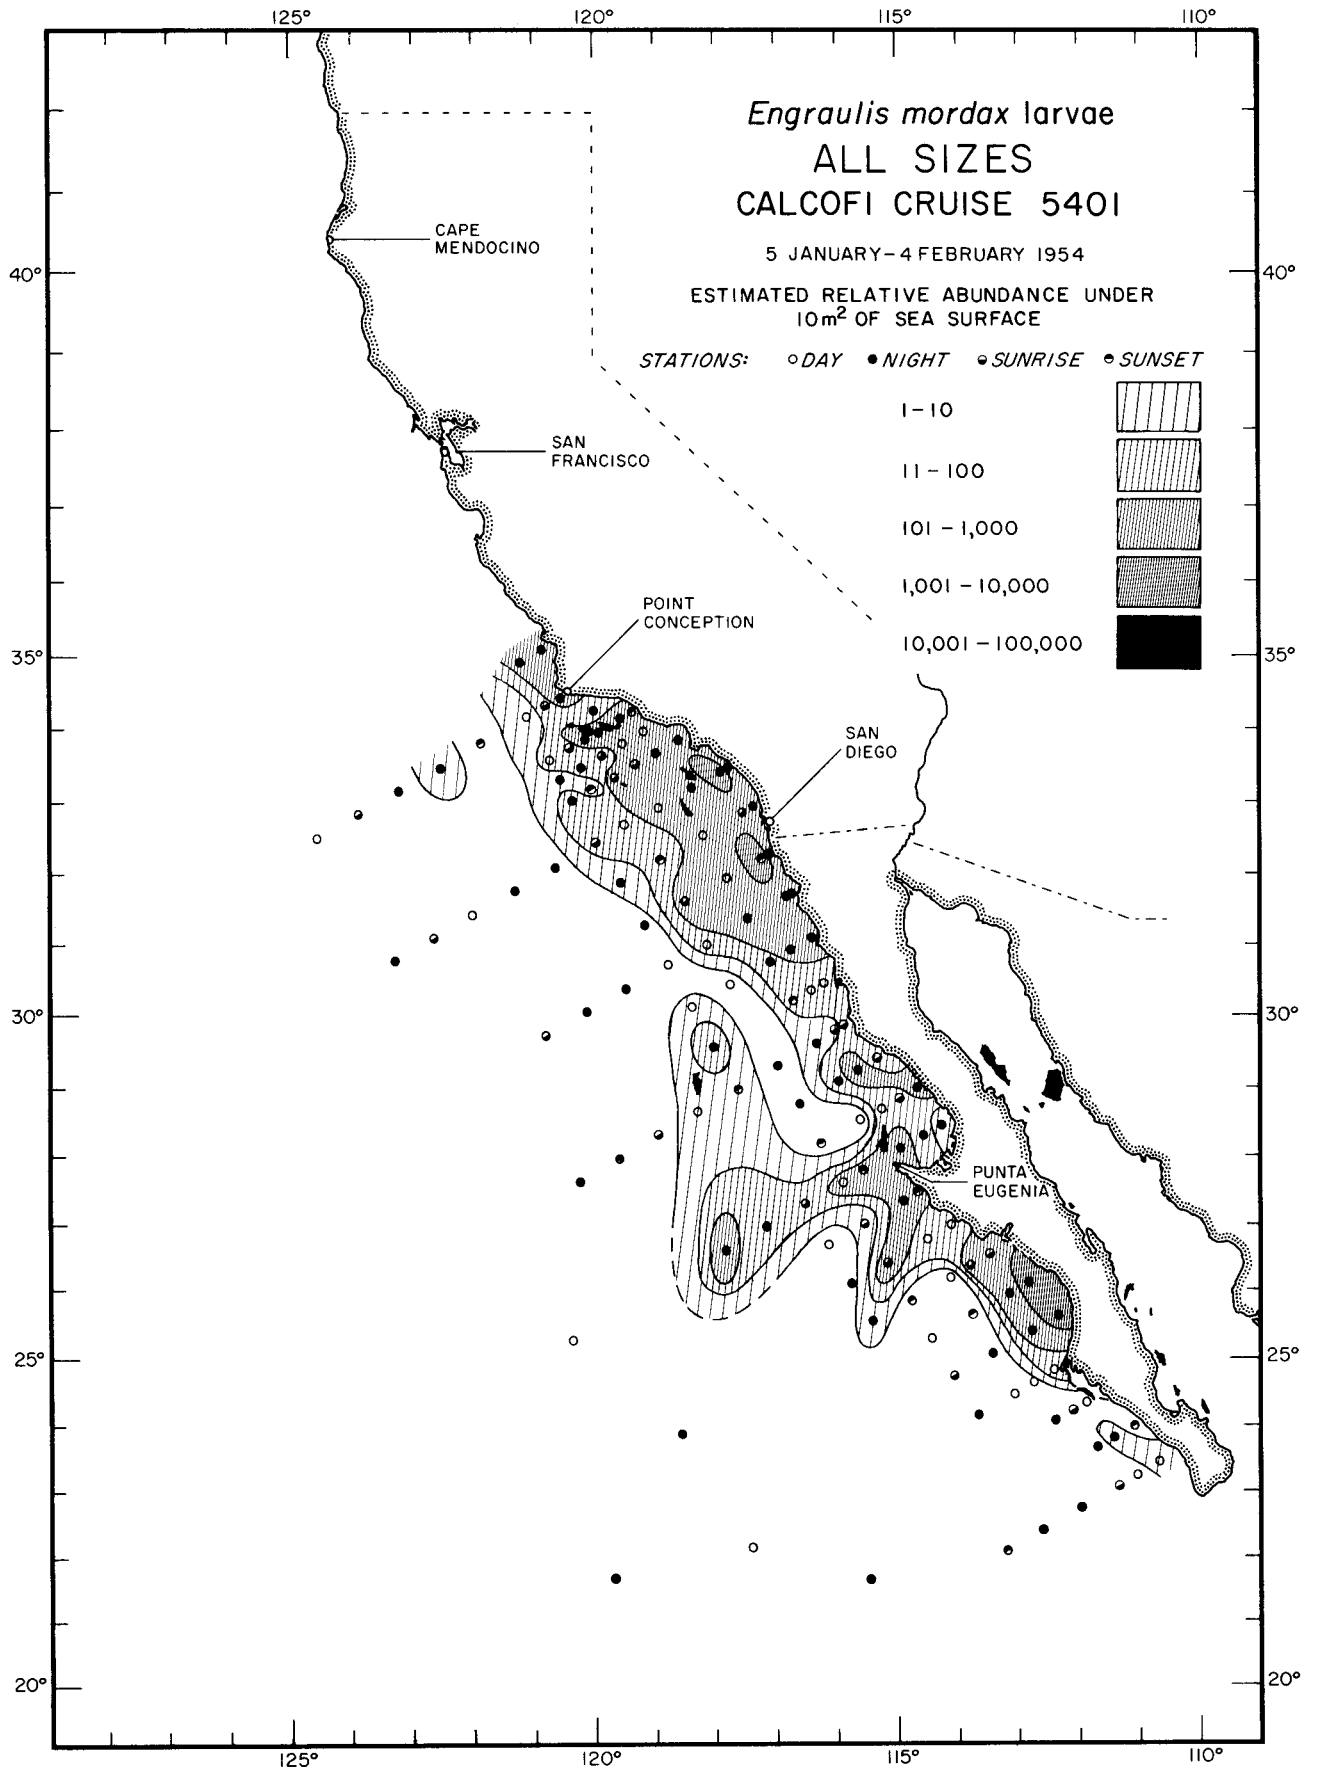 125° 120° 115° 110°
Engraulis mordax larvae
ALL SIZES
CALCOFI CRUISE 5401
5 JANUARY – 4 FEBRUARY 1954
ESTIMATED RELATIVE ABUNDANCE UNDER
10m² OF SEA SURFACE
STATIONS: ○ DAY ● NIGHT ◒ SUNRISE ◓ SUNSET
1 – 10
11 – 100
101 – 1,000
1,001 – 10,000
10,001 – 100,000
CAPE
MENDOCINO
40° 40°
SAN
FRANCISCO
POINT
CONCEPTION
35° 35°
SAN
DIEGO
30° 30°
PUNTA
EUGENIA
25° 25°
20° 20°
125° 120° 115° 110°